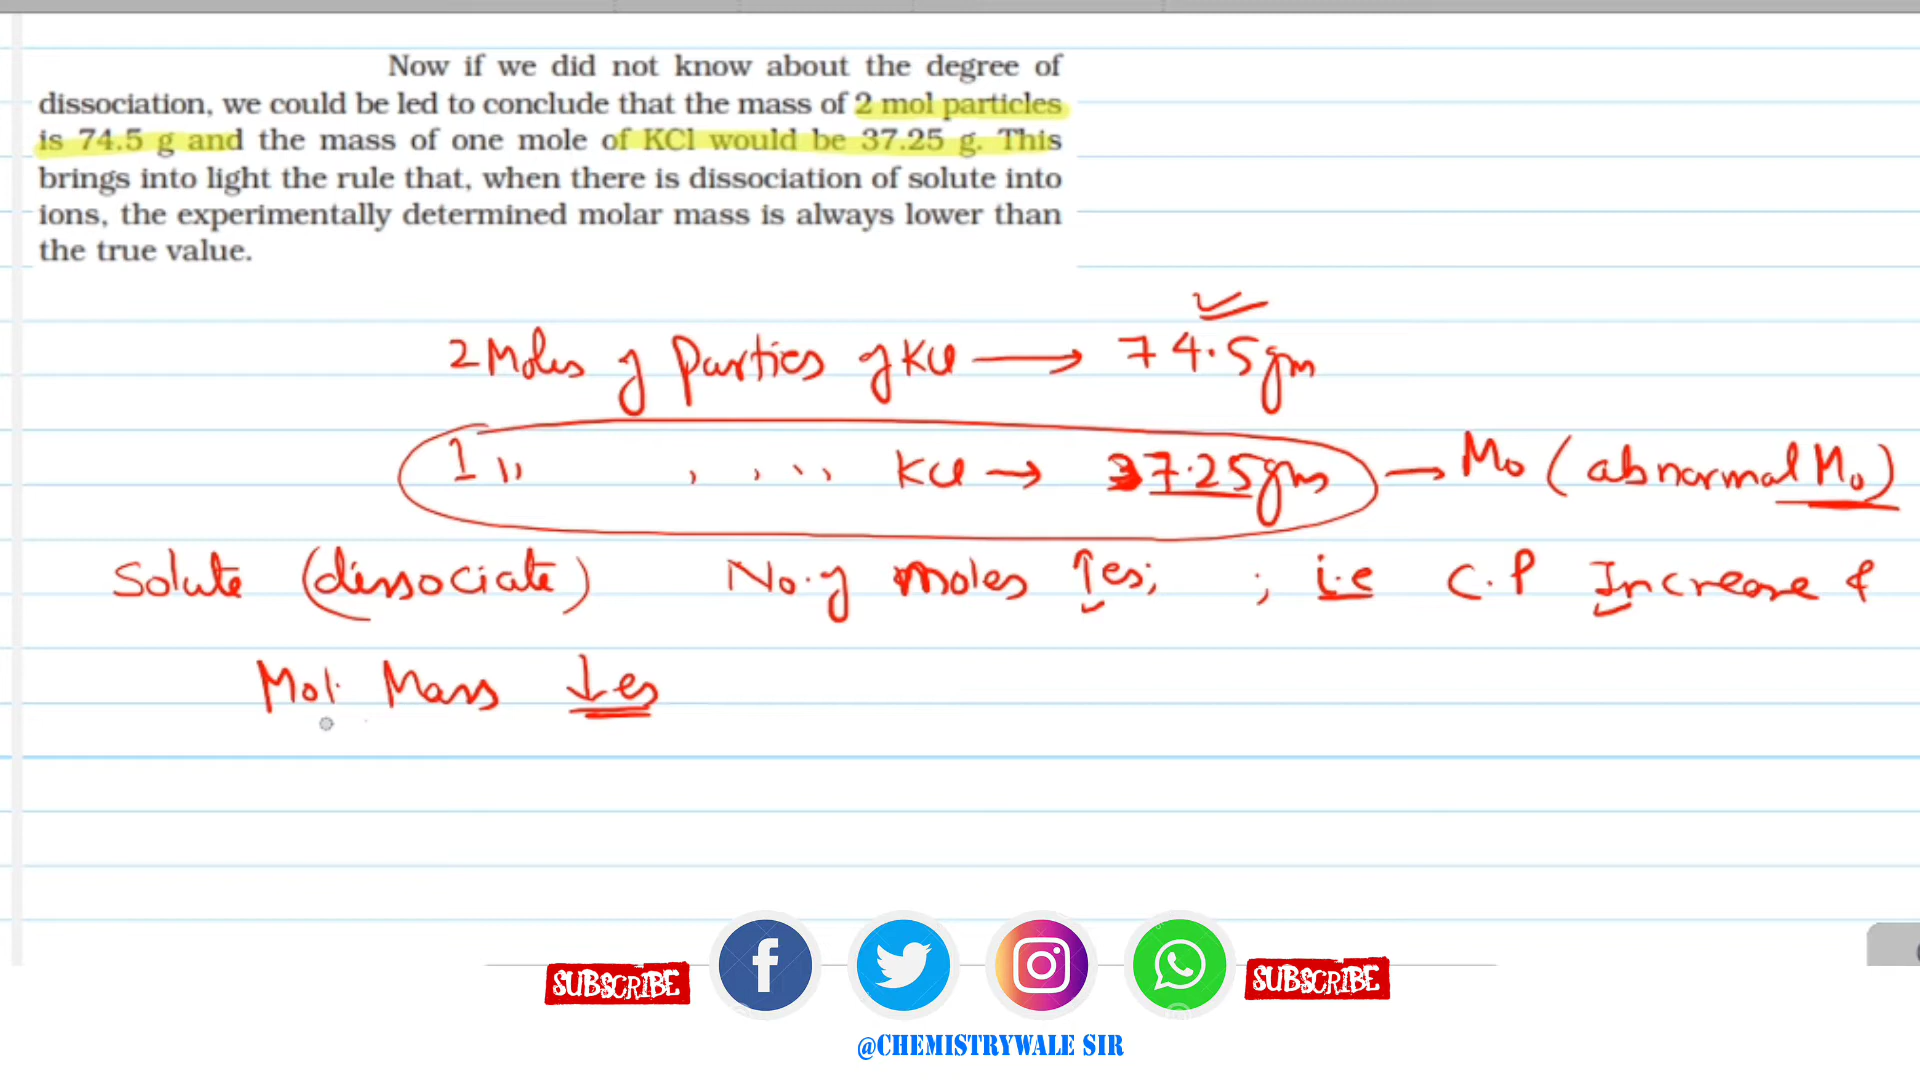 Now if we did not know about the degree of
dissociation, we could be led to conclude that the mass of 2 mol particles
is 74.5 g and the mass of one mole of KCl would be 37.25 g. This
brings into light the rule that, when there is dissociation of solute into
ions, the experimentally determined molar mass is always lower than
the true value.
2 Moles of Parties of KCl → 74.5 gm
1 ,, , , , , KCl → 37.25 gms → Mo (abnormal Mo)
Solute (dissociate) No. of moles ↑es; ; i.e C.P Increase &
Mol. Mass ↓es
SUBSCRIBE
SUBSCRIBE
@CHEMISTRYWALE SIR